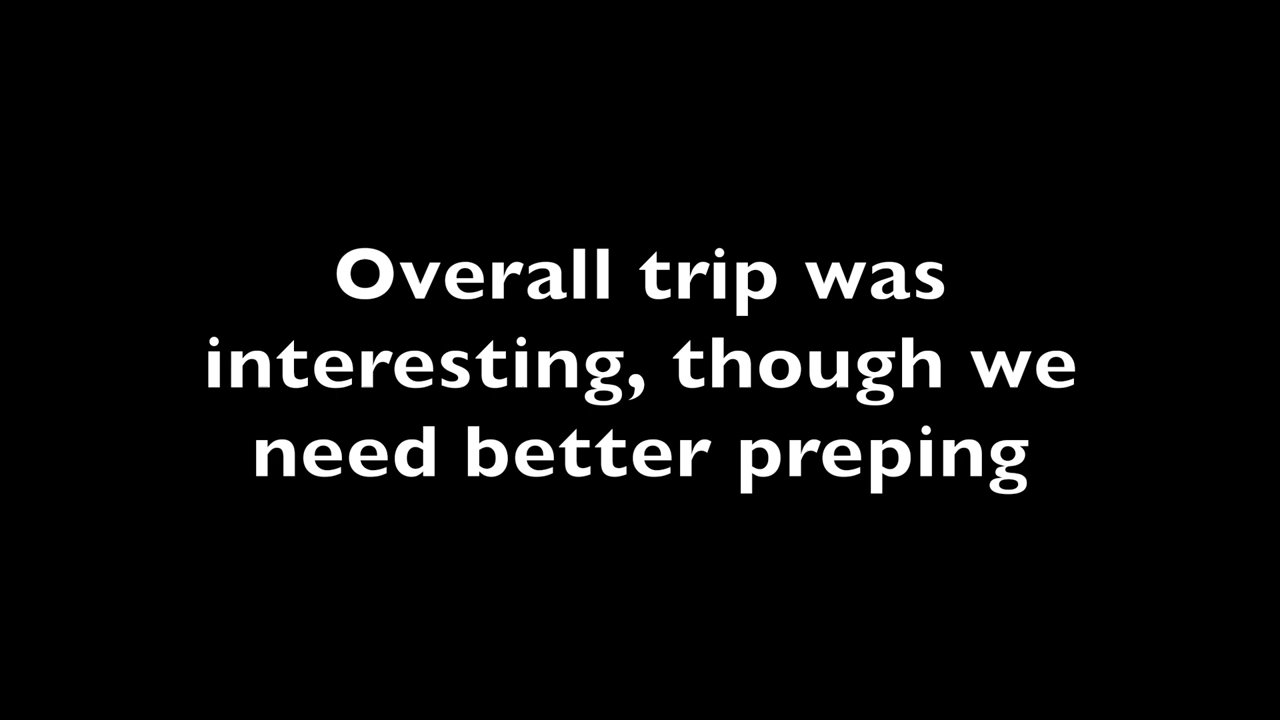 Overall trip was
interesting, though we
need better preping